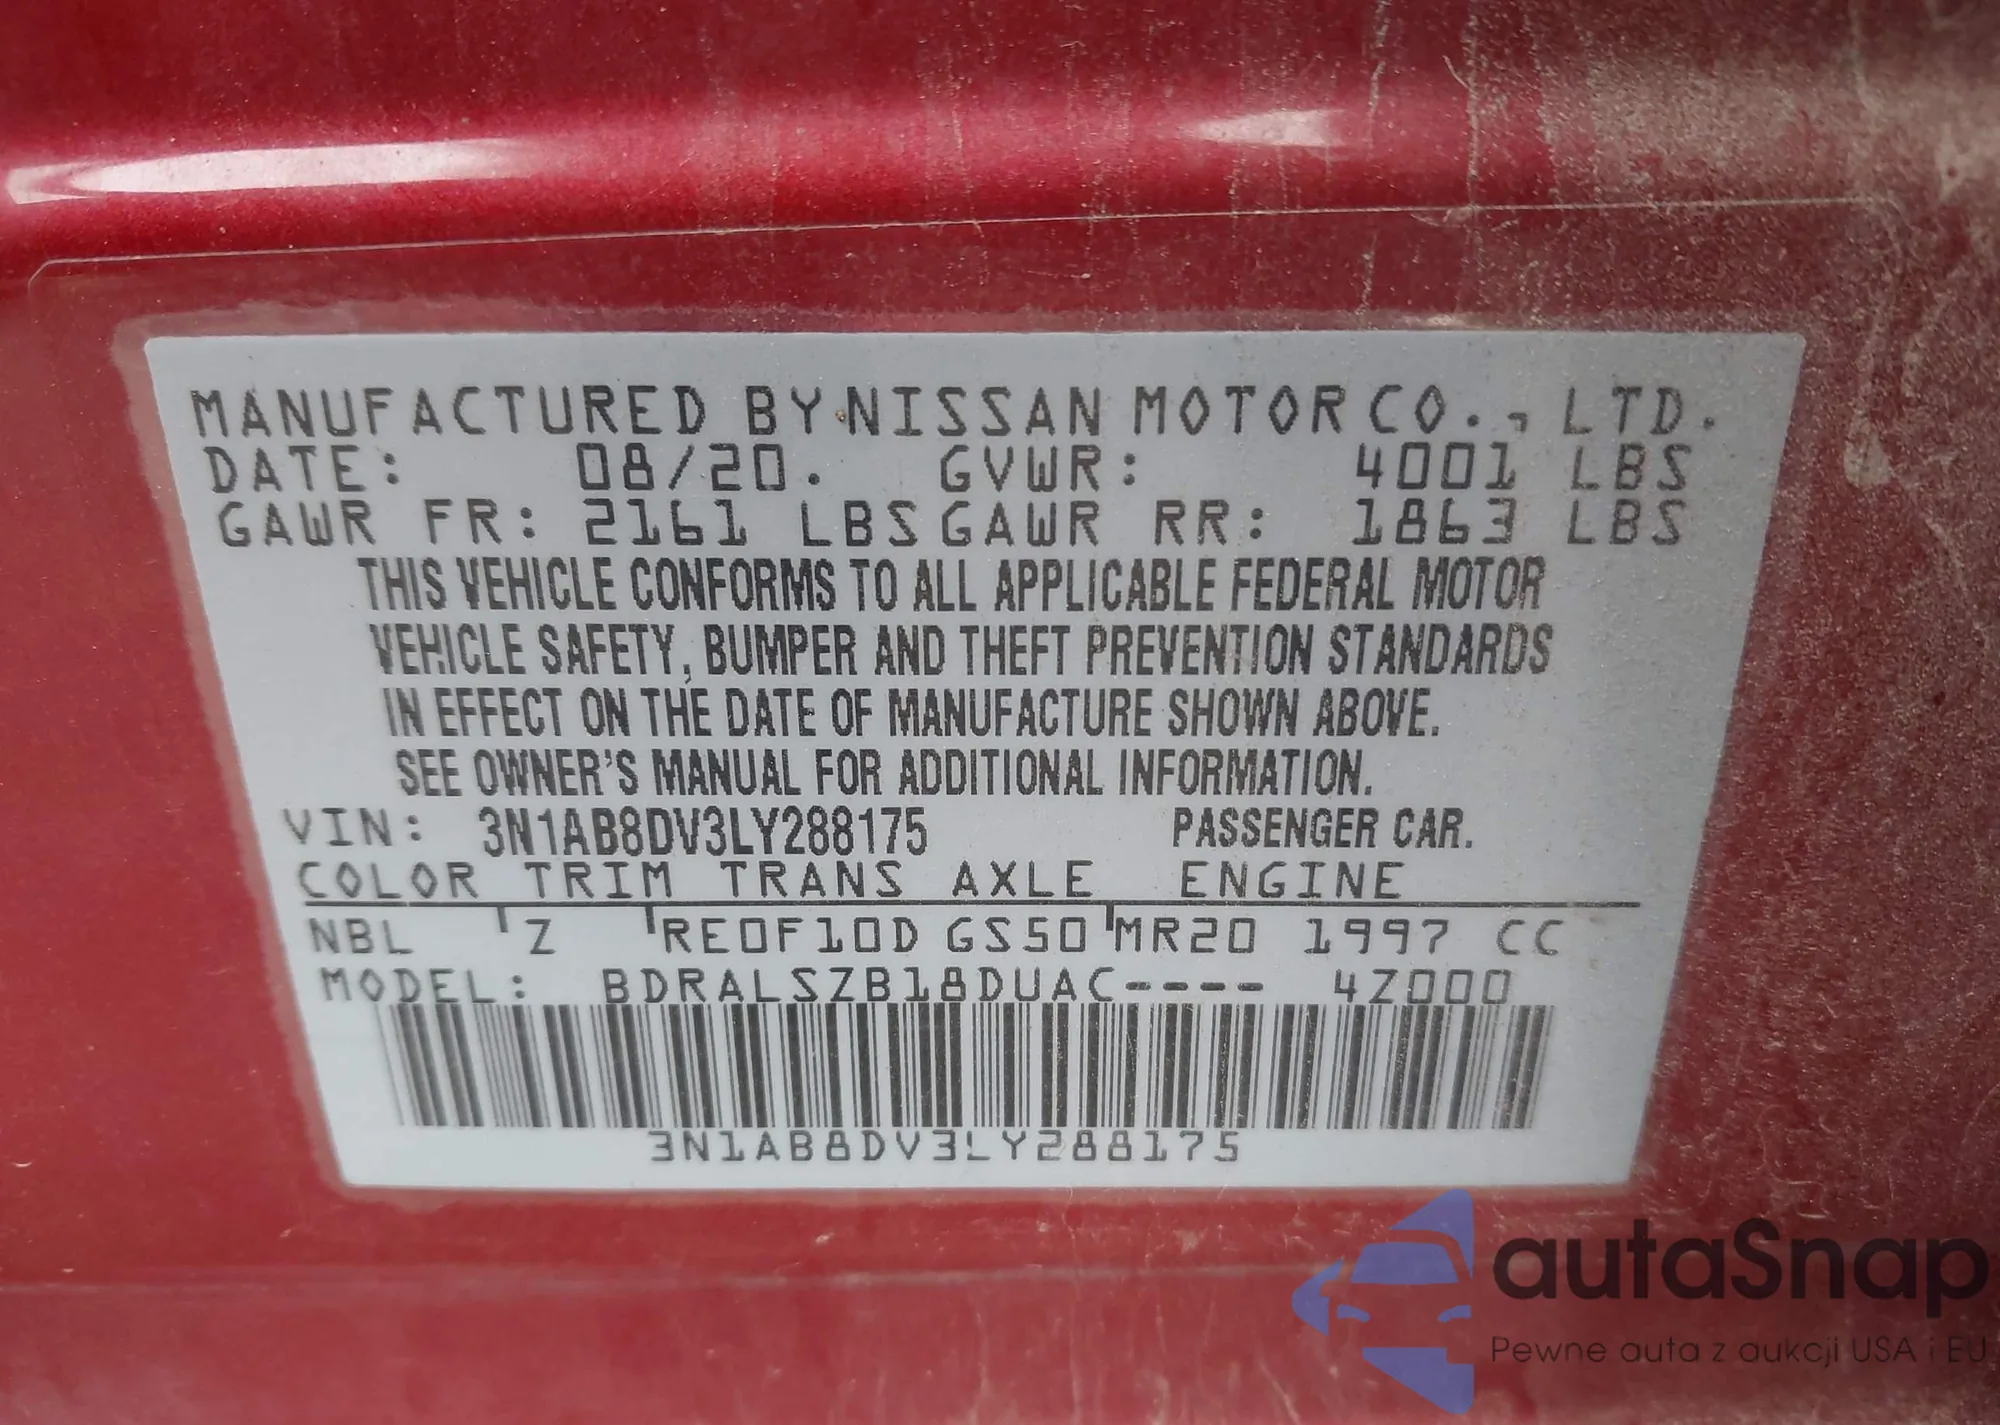 MANUFACTURED BY NISSAN MOTOR CO., LTD.
DATE: 08/20. GVWR: 4001 LBS
GAWR FR: 2161 LBS GAWR RR: 1863 LBS
THIS VEHICLE CONFORMS TO ALL APPLICABLE FEDERAL MOTOR
VEHICLE SAFETY, BUMPER AND THEFT PREVENTION STANDARDS
IN EFFECT ON THE DATE OF MANUFACTURE SHOWN ABOVE.
SEE OWNER'S MANUAL FOR ADDITIONAL INFORMATION.
VIN: 3N1AB8DV3LY288175 PASSENGER CAR.
COLOR TRIM TRANS AXLE ENGINE
NBL Z RE0F10D GS50 MR20 1997 CC
MODEL: BDRALSZB18DUAC---- 4Z000
3N1AB8DV3LY288175
autaSnap
Pewne auta z aukcji USA i EU